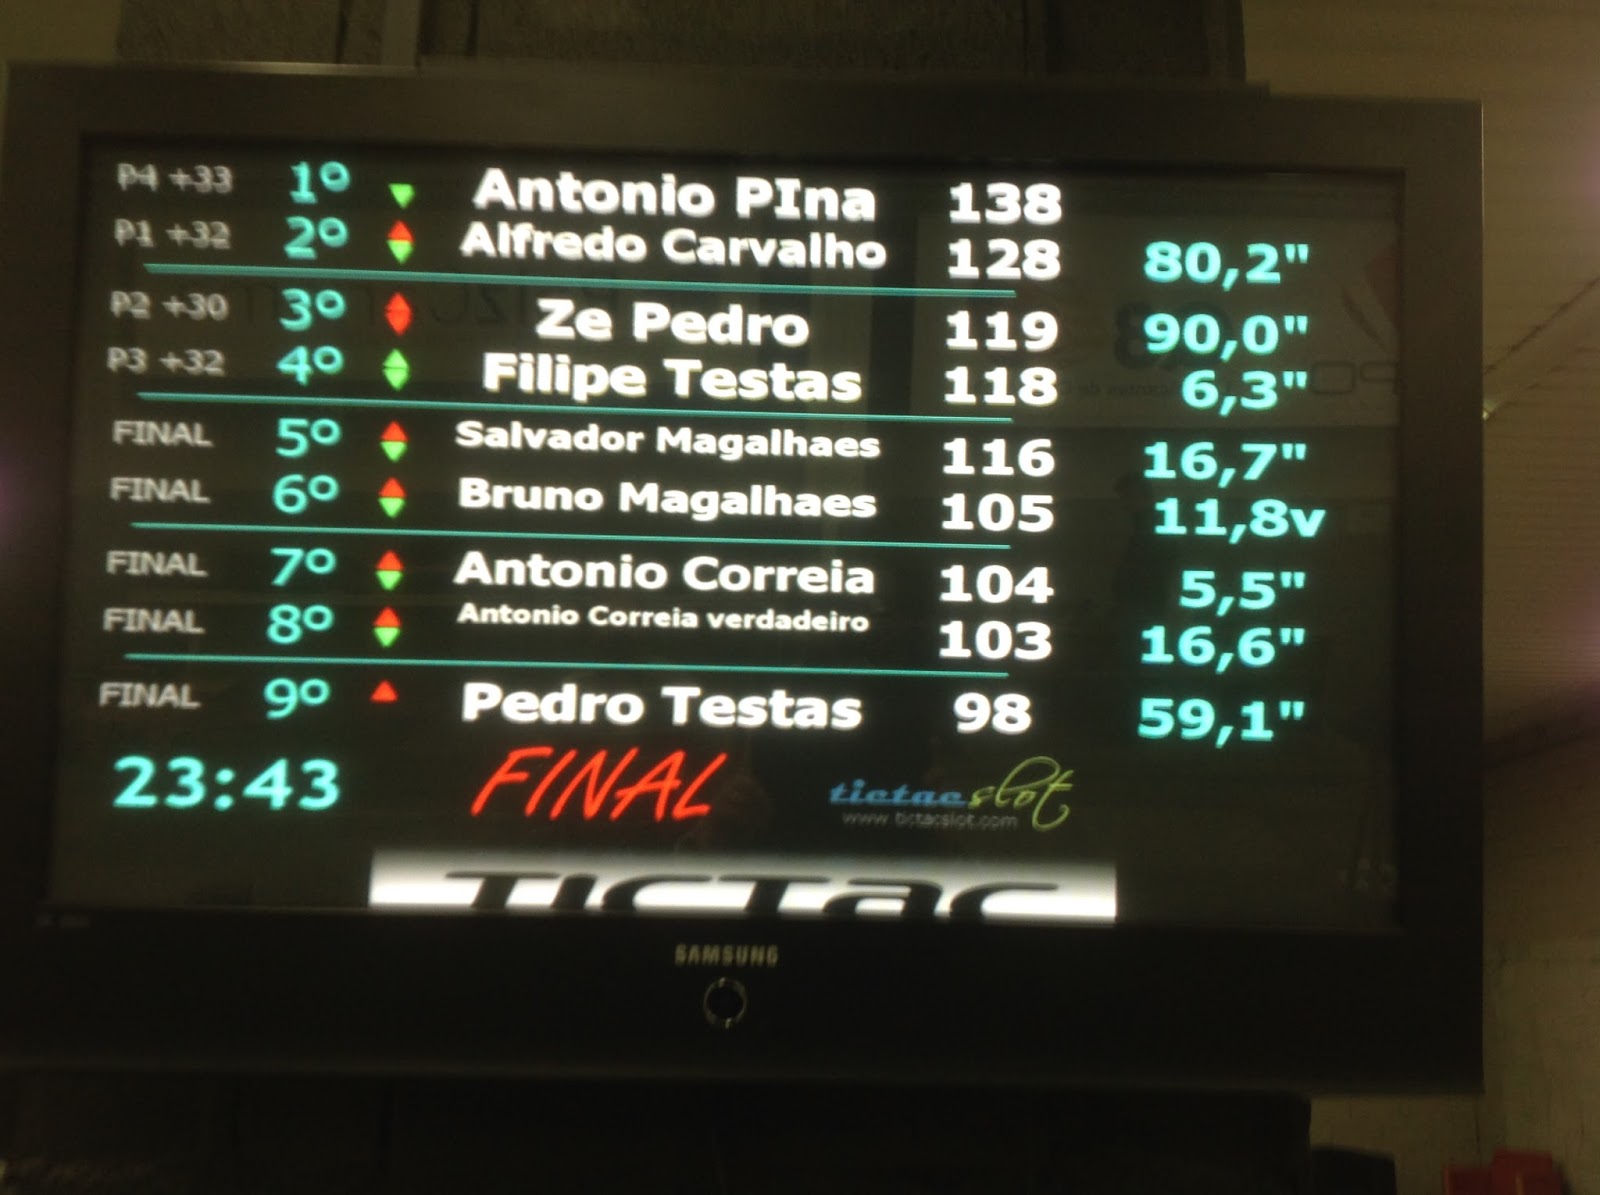 P4 +33 1º Antonio PIna 138
P1 +32 2º Alfredo Carvalho 128 80,2"
P2 +30 3º Ze Pedro 119 90,0"
P3 +32 4º Filipe Testas 118 6,3"
FINAL 5º Salvador Magalhaes 116 16,7"
FINAL 6º Bruno Magalhaes 105 11,8v
FINAL 7º Antonio Correia 104 5,5"
FINAL 8º Antonio Correia verdadeiro 103 16,6"
FINAL 9º Pedro Testas 98 59,1"
23:43 FINAL tictacslot
www.tictacslot.com
TICTAC
SAMSUNG